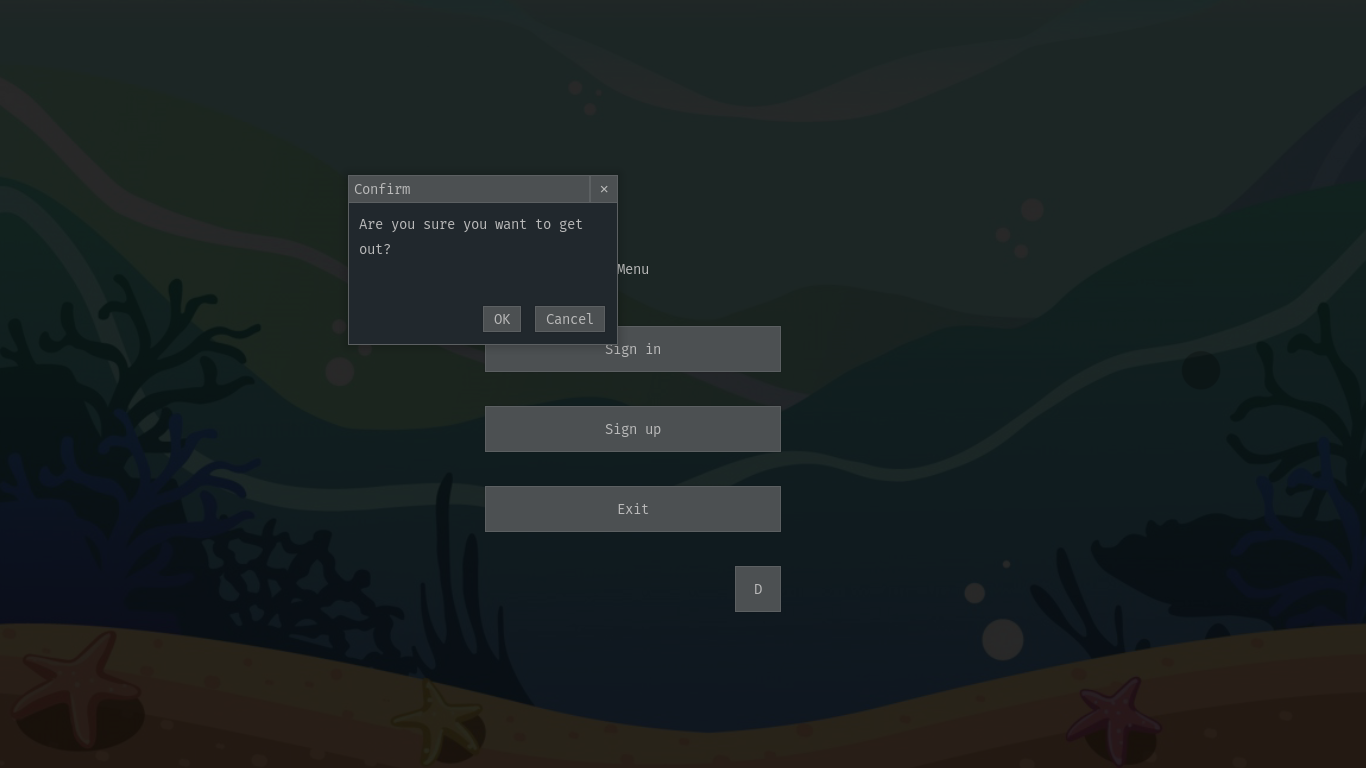 Confirm ×
Are you sure you want to get
out?
OK Cancel
Menu
Sign in
Sign up
Exit
D